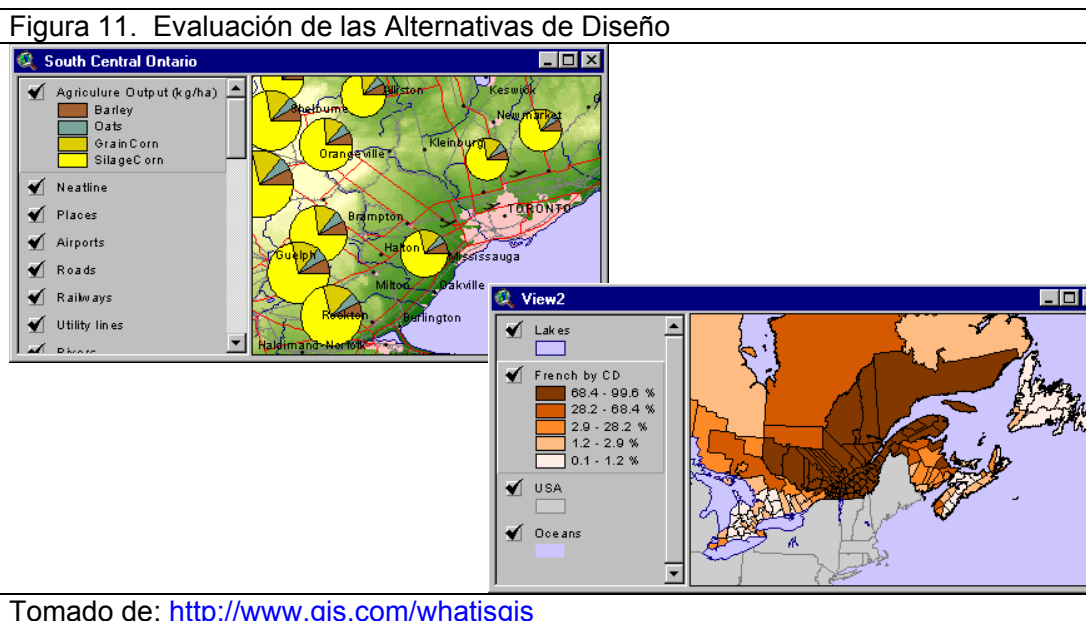 Figura 11. Evaluación de las Alternativas de Diseño
South Central Ontario
Agriculure Output (kg/ha)
Barley
Oats
GrainCorn
SilageCorn
Neatline
Places
Airports
Roads
Railways
Utility lines
Rivers
Alliston
Keswick
Shelburne
Newmarket
Orangeville
Kleinburg
TORONTO
Brampton
Halton
Guelph
Mississauga
Milton
Oakville
Rockton
Burlington
Haldimand-Norfolk
View2
Lakes
French by CD
68.4 - 99.6 %
28.2 - 68.4 %
2.9 - 28.2 %
1.2 - 2.9 %
0.1 - 1.2 %
USA
Oceans
Tomado de: http://www.gis.com/whatisgis